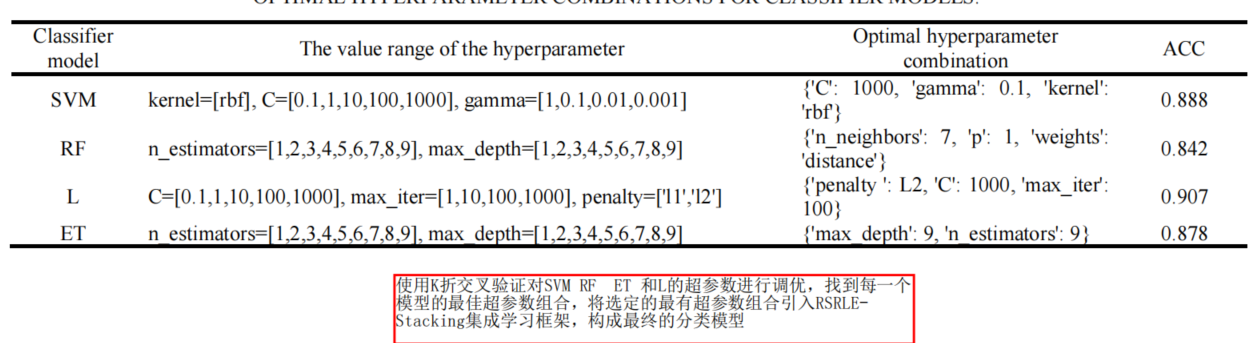 OPTIMAL HYPERPARAMETER COMBINATIONS FOR CLASSIFIER MODELS.
Classifier model The value range of the hyperparameter Optimal hyperparameter combination ACC
SVM kernel=[rbf], C=[0.1,1,10,100,1000], gamma=[1,0.1,0.01,0.001] {'C': 1000, 'gamma': 0.1, 'kernel': 'rbf'} 0.888
RF n_estimators=[1,2,3,4,5,6,7,8,9], max_depth=[1,2,3,4,5,6,7,8,9] {'n_neighbors': 7, 'p': 1, 'weights': 'distance'} 0.842
L C=[0.1,1,10,100,1000], max_iter=[1,10,100,1000], penalty=['l1','l2'] {'penalty ': L2, 'C': 1000, 'max_iter': 100} 0.907
ET n_estimators=[1,2,3,4,5,6,7,8,9], max_depth=[1,2,3,4,5,6,7,8,9] {'max_depth': 9, 'n_estimators': 9} 0.878
使用K折交叉验证对SVM RF  ET 和L的超参数进行调优，找到每一个
模型的最佳超参数组合，将选定的最有超参数组合引入RSRLE-
Stacking集成学习框架，构成最终的分类模型